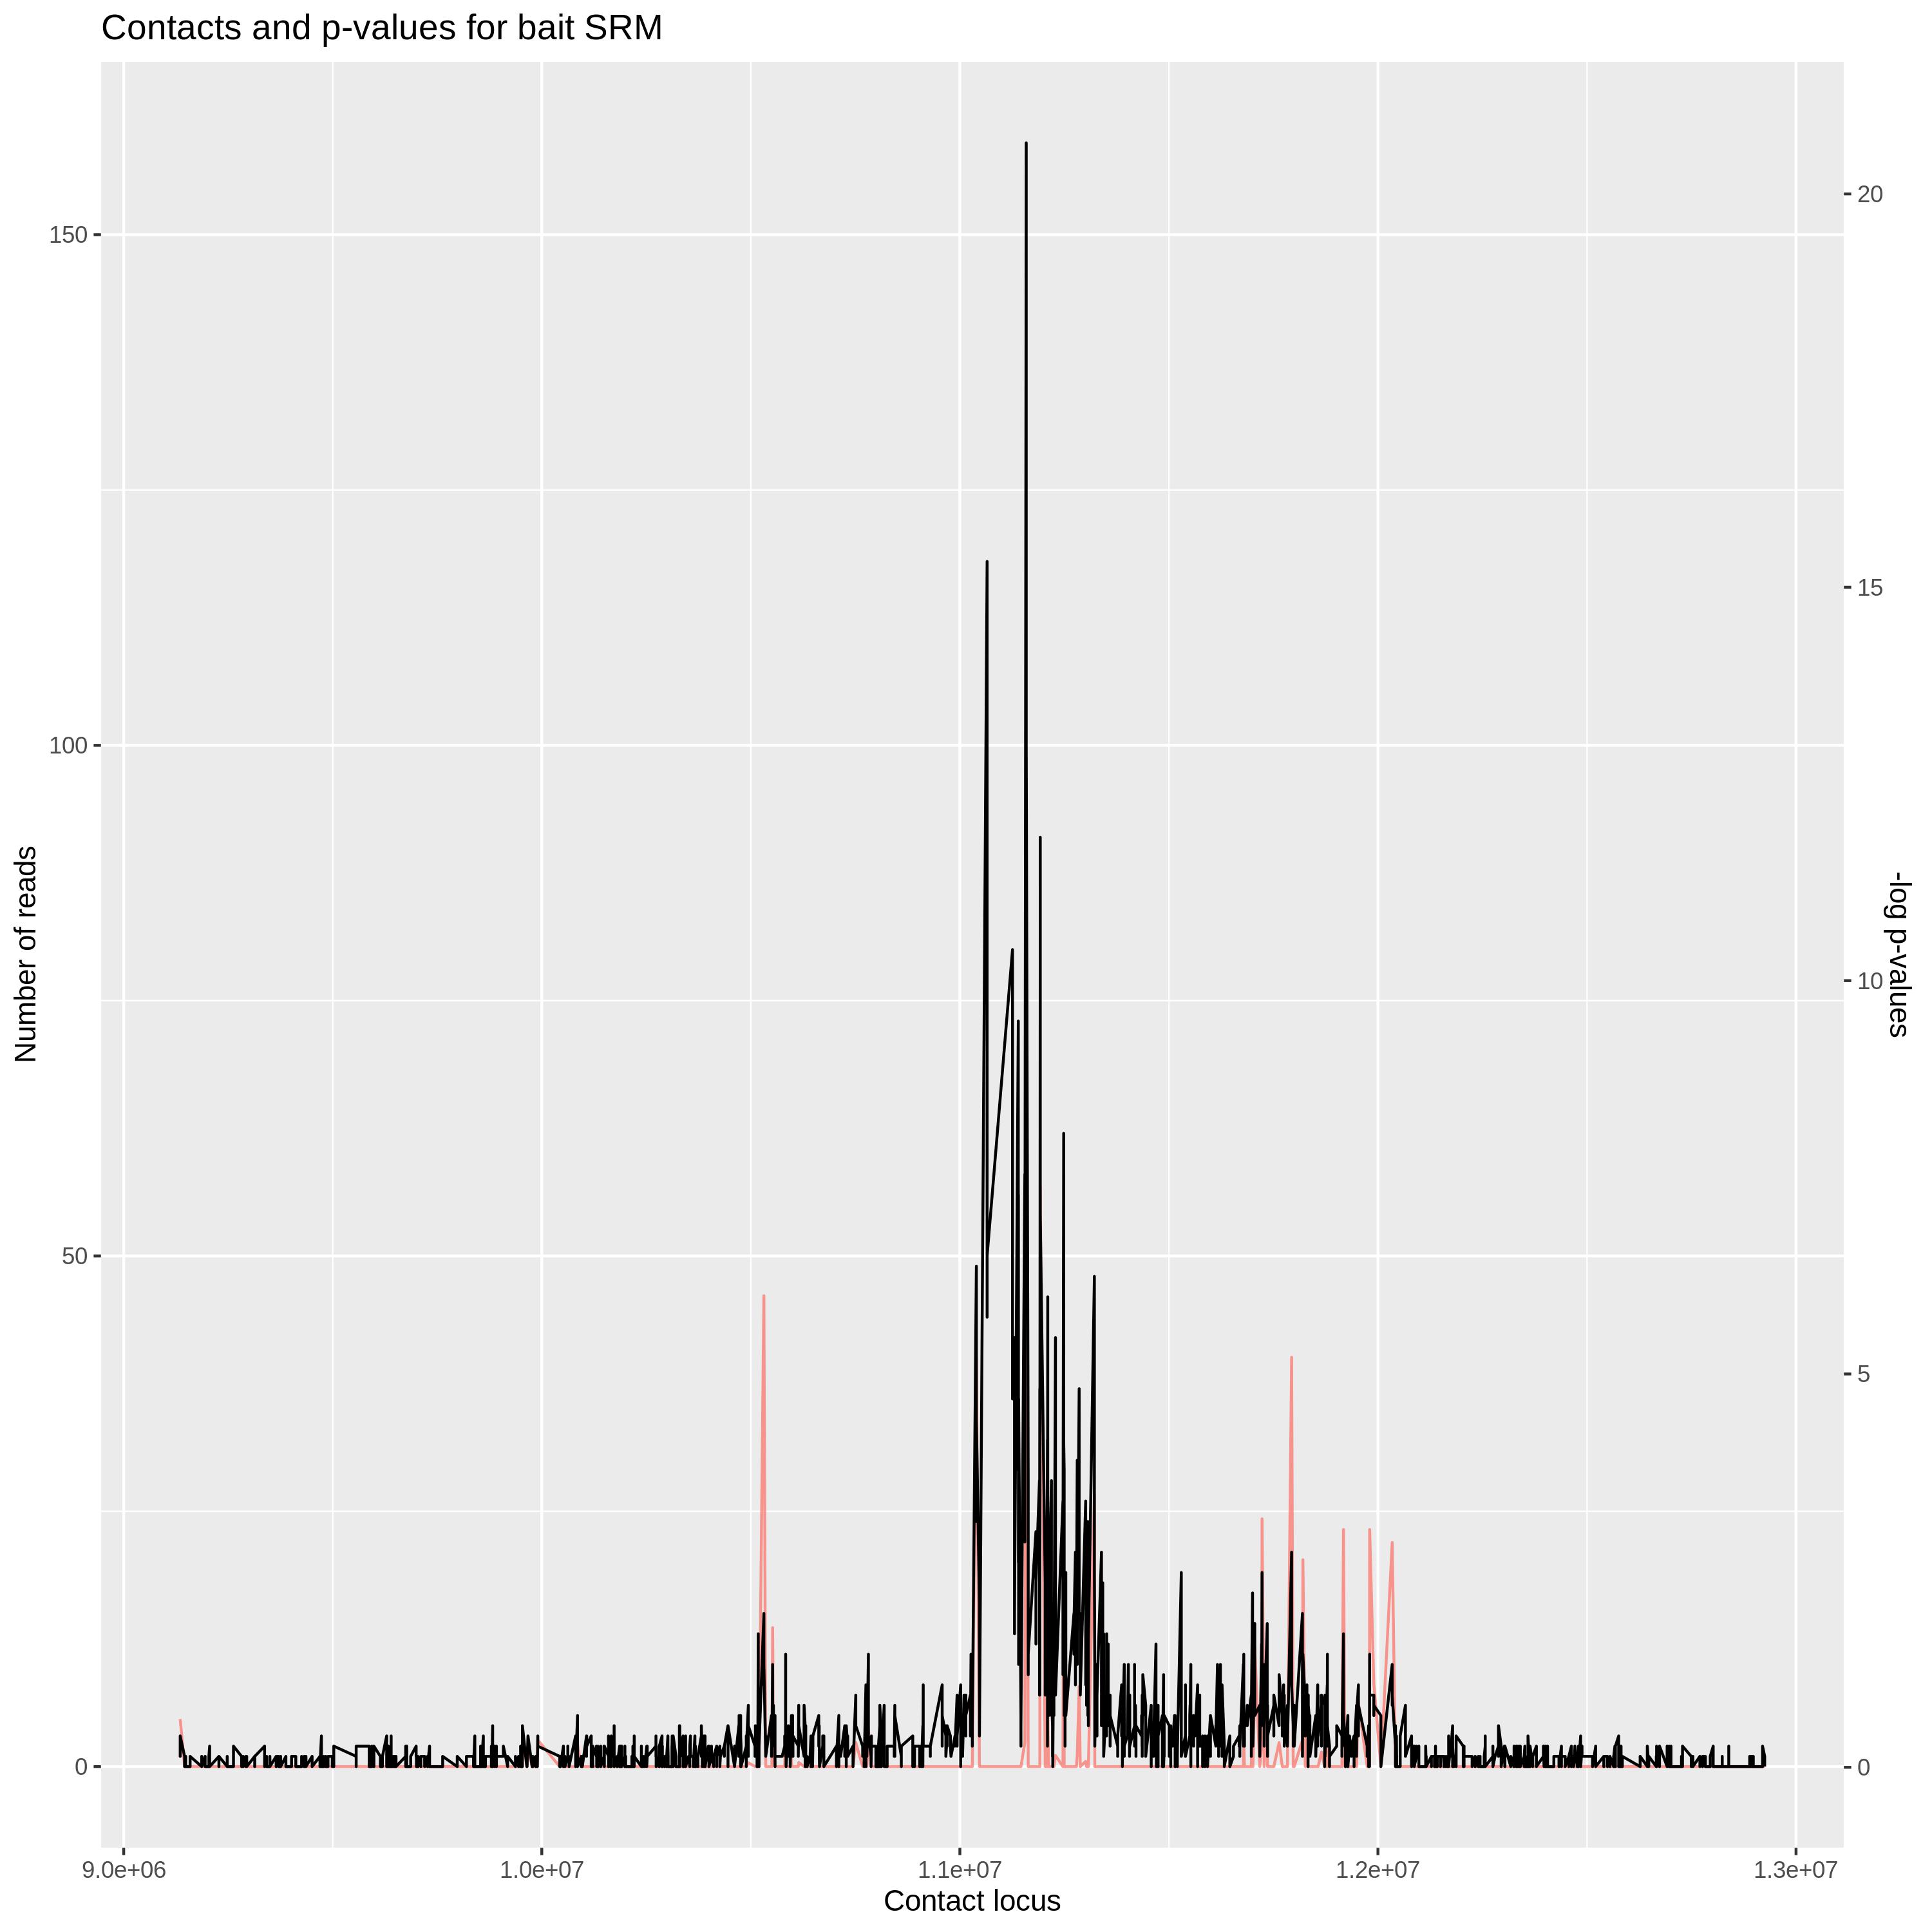 Contacts and p-values for bait SRM
150
100
50
0
Number of reads
20
15
10
5
0
-log p-values
9.0e+06
1.0e+07
1.1e+07
1.2e+07
1.3e+07
Contact locus